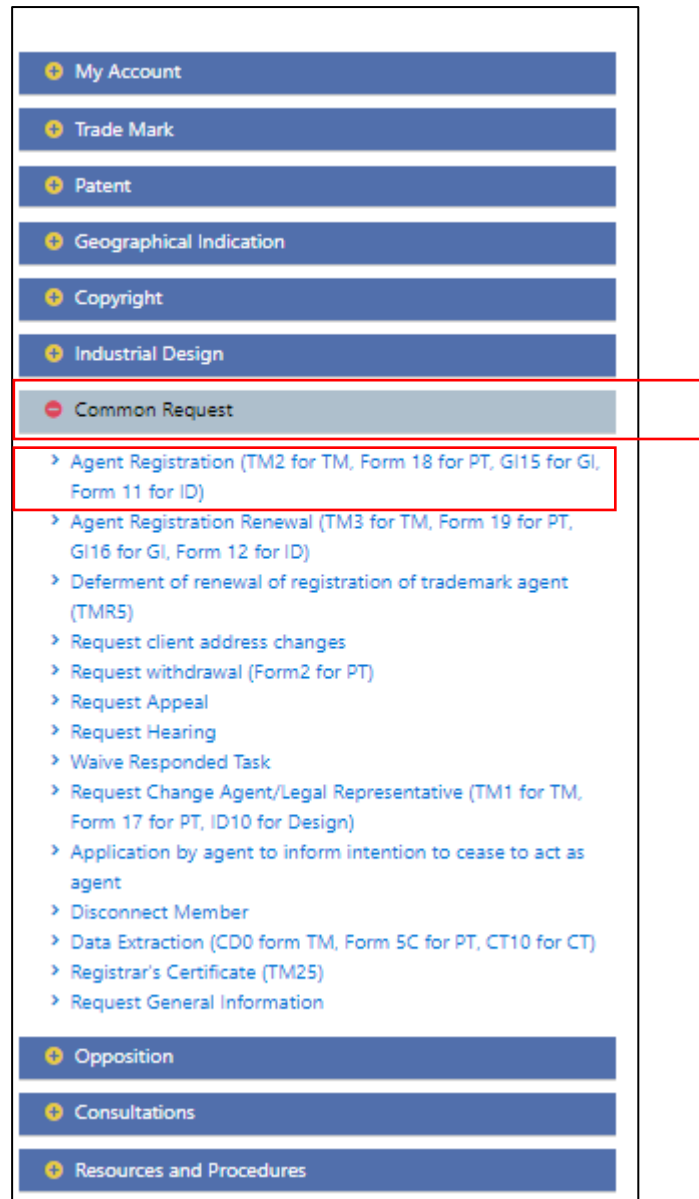 My Account
Trade Mark
Patent
Geographical Indication
Copyright
Industrial Design
Common Request
Agent Registration (TM2 for TM, Form 18 for PT, GI15 for GI,
Form 11 for ID)
Agent Registration Renewal (TM3 for TM, Form 19 for PT,
GI16 for GI, Form 12 for ID)
Deferment of renewal of registration of trademark agent
(TMR5)
Request client address changes
Request withdrawal (Form2 for PT)
Request Appeal
Request Hearing
Waive Responded Task
Request Change Agent/Legal Representative (TM1 for TM,
Form 17 for PT, ID10 for Design)
Application by agent to inform intention to cease to act as
agent
Disconnect Member
Data Extraction (CD0 form TM, Form 5C for PT, CT10 for CT)
Registrar's Certificate (TM25)
Request General Information
Opposition
Consultations
Resources and Procedures